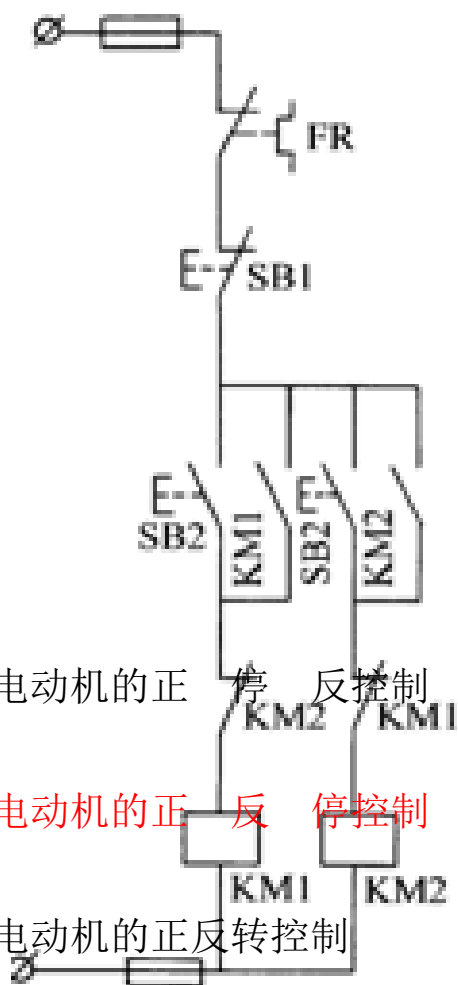 FR
SB1
SB2
KM1
SB2
KM2
电动机的正 停 反控制
KM2
KM1
电动机的正 反 停控制
KM1
KM2
电动机的正反转控制